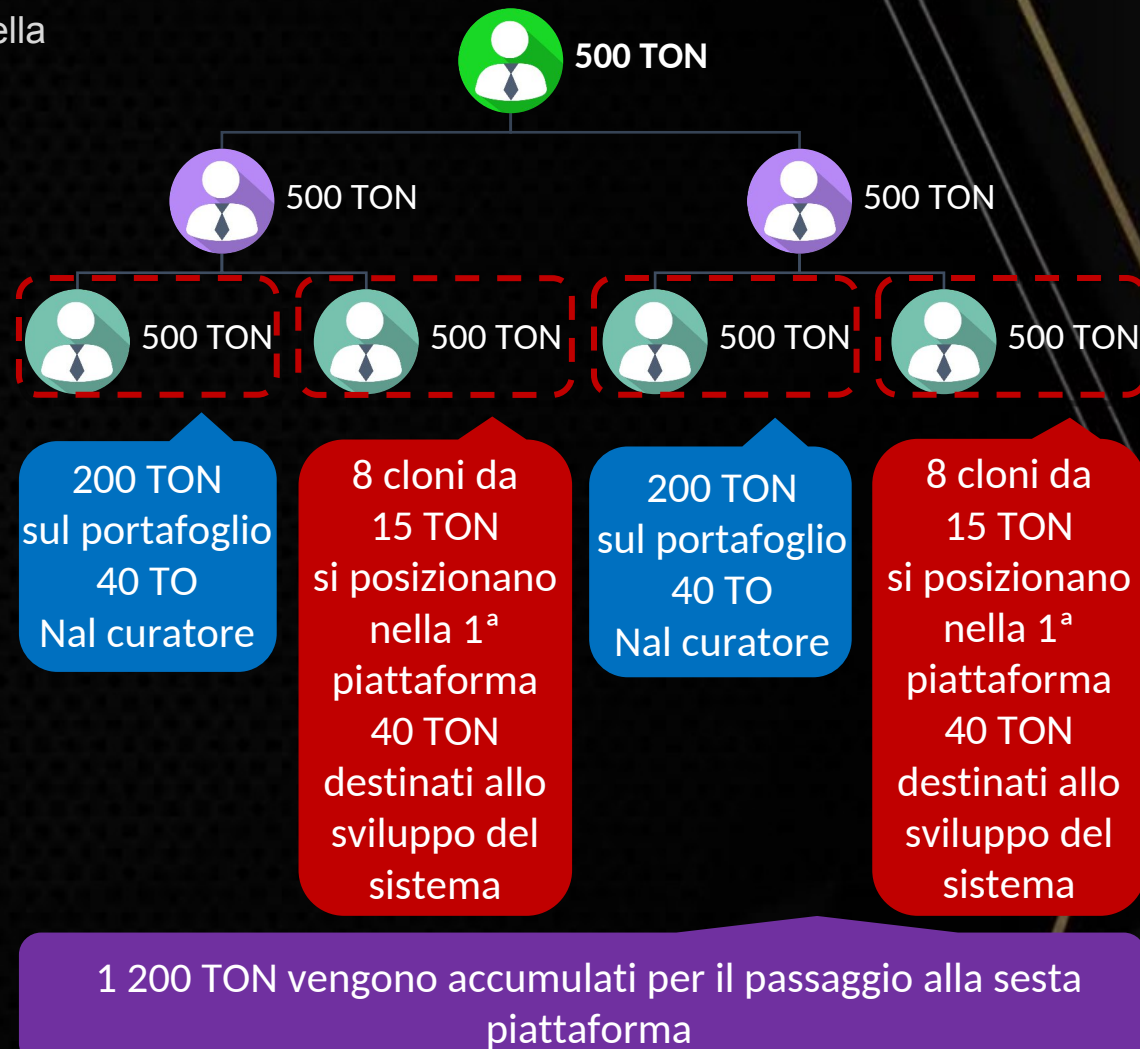 ella
500 TON
500 TON
500 TON
500 TON
500 TON
500 TON
500 TON
200 TON
sul portafoglio
40 TO
Nal curatore
8 cloni da
15 TON
si posizionano
nella 1ª
piattaforma
40 TON
destinati allo
sviluppo del
sistema
200 TON
sul portafoglio
40 TO
Nal curatore
8 cloni da
15 TON
si posizionano
nella 1ª
piattaforma
40 TON
destinati allo
sviluppo del
sistema
1 200 TON vengono accumulati per il passaggio alla sesta
piattaforma